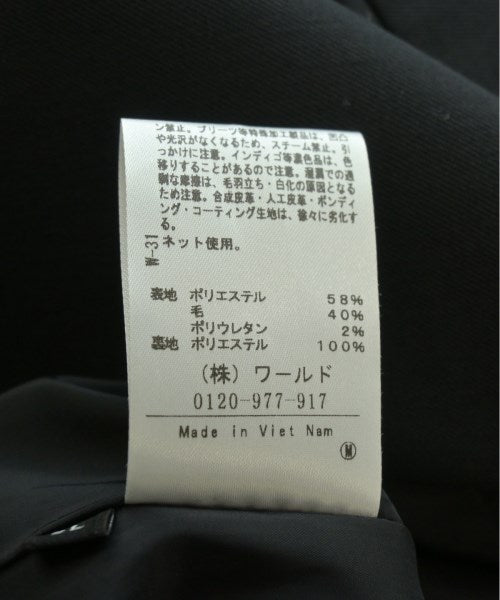 ン禁止。プリーツ等特殊加工製品は、凹凸
や光沢がなくなるため、スチーム禁止。引
っかけに注意。インディゴ等濃色品は、色
移りすることがあるので注意。湿潤での過
剰な摩擦は、毛羽立ち・白化の原因となる
ため注意。合成皮革・人工皮革・ボンディ
ング・コーティング生地は、徐々に劣化す
る。
ネット使用。
W-31
表地 ポリエステル 58%
毛 40%
ポリウレタン 2%
裏地 ポリエステル 100%
(株)ワールド
0120-977-917
Made in Viet Nam
M